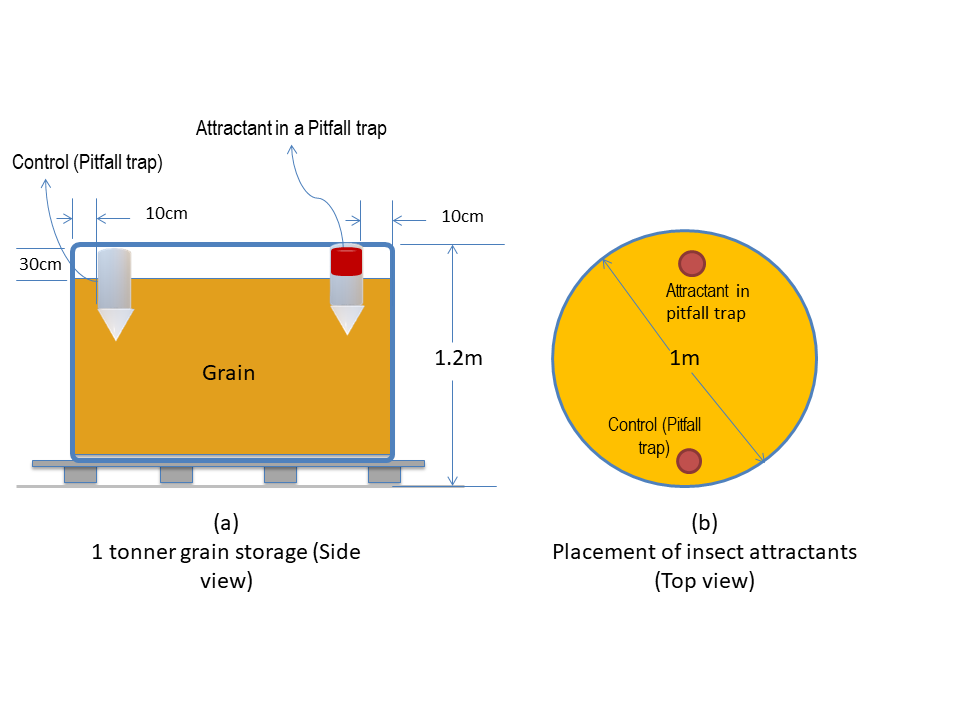 Attractant in a Pitfall trap
Control (Pitfall trap)
10cm
10cm
30cm
1.2m
Grain
Attractant in
pitfall trap
1m
Control (Pitfall
trap)
(a)
1 tonner grain storage (Side
view)
(b)
Placement of insect attractants
(Top view)